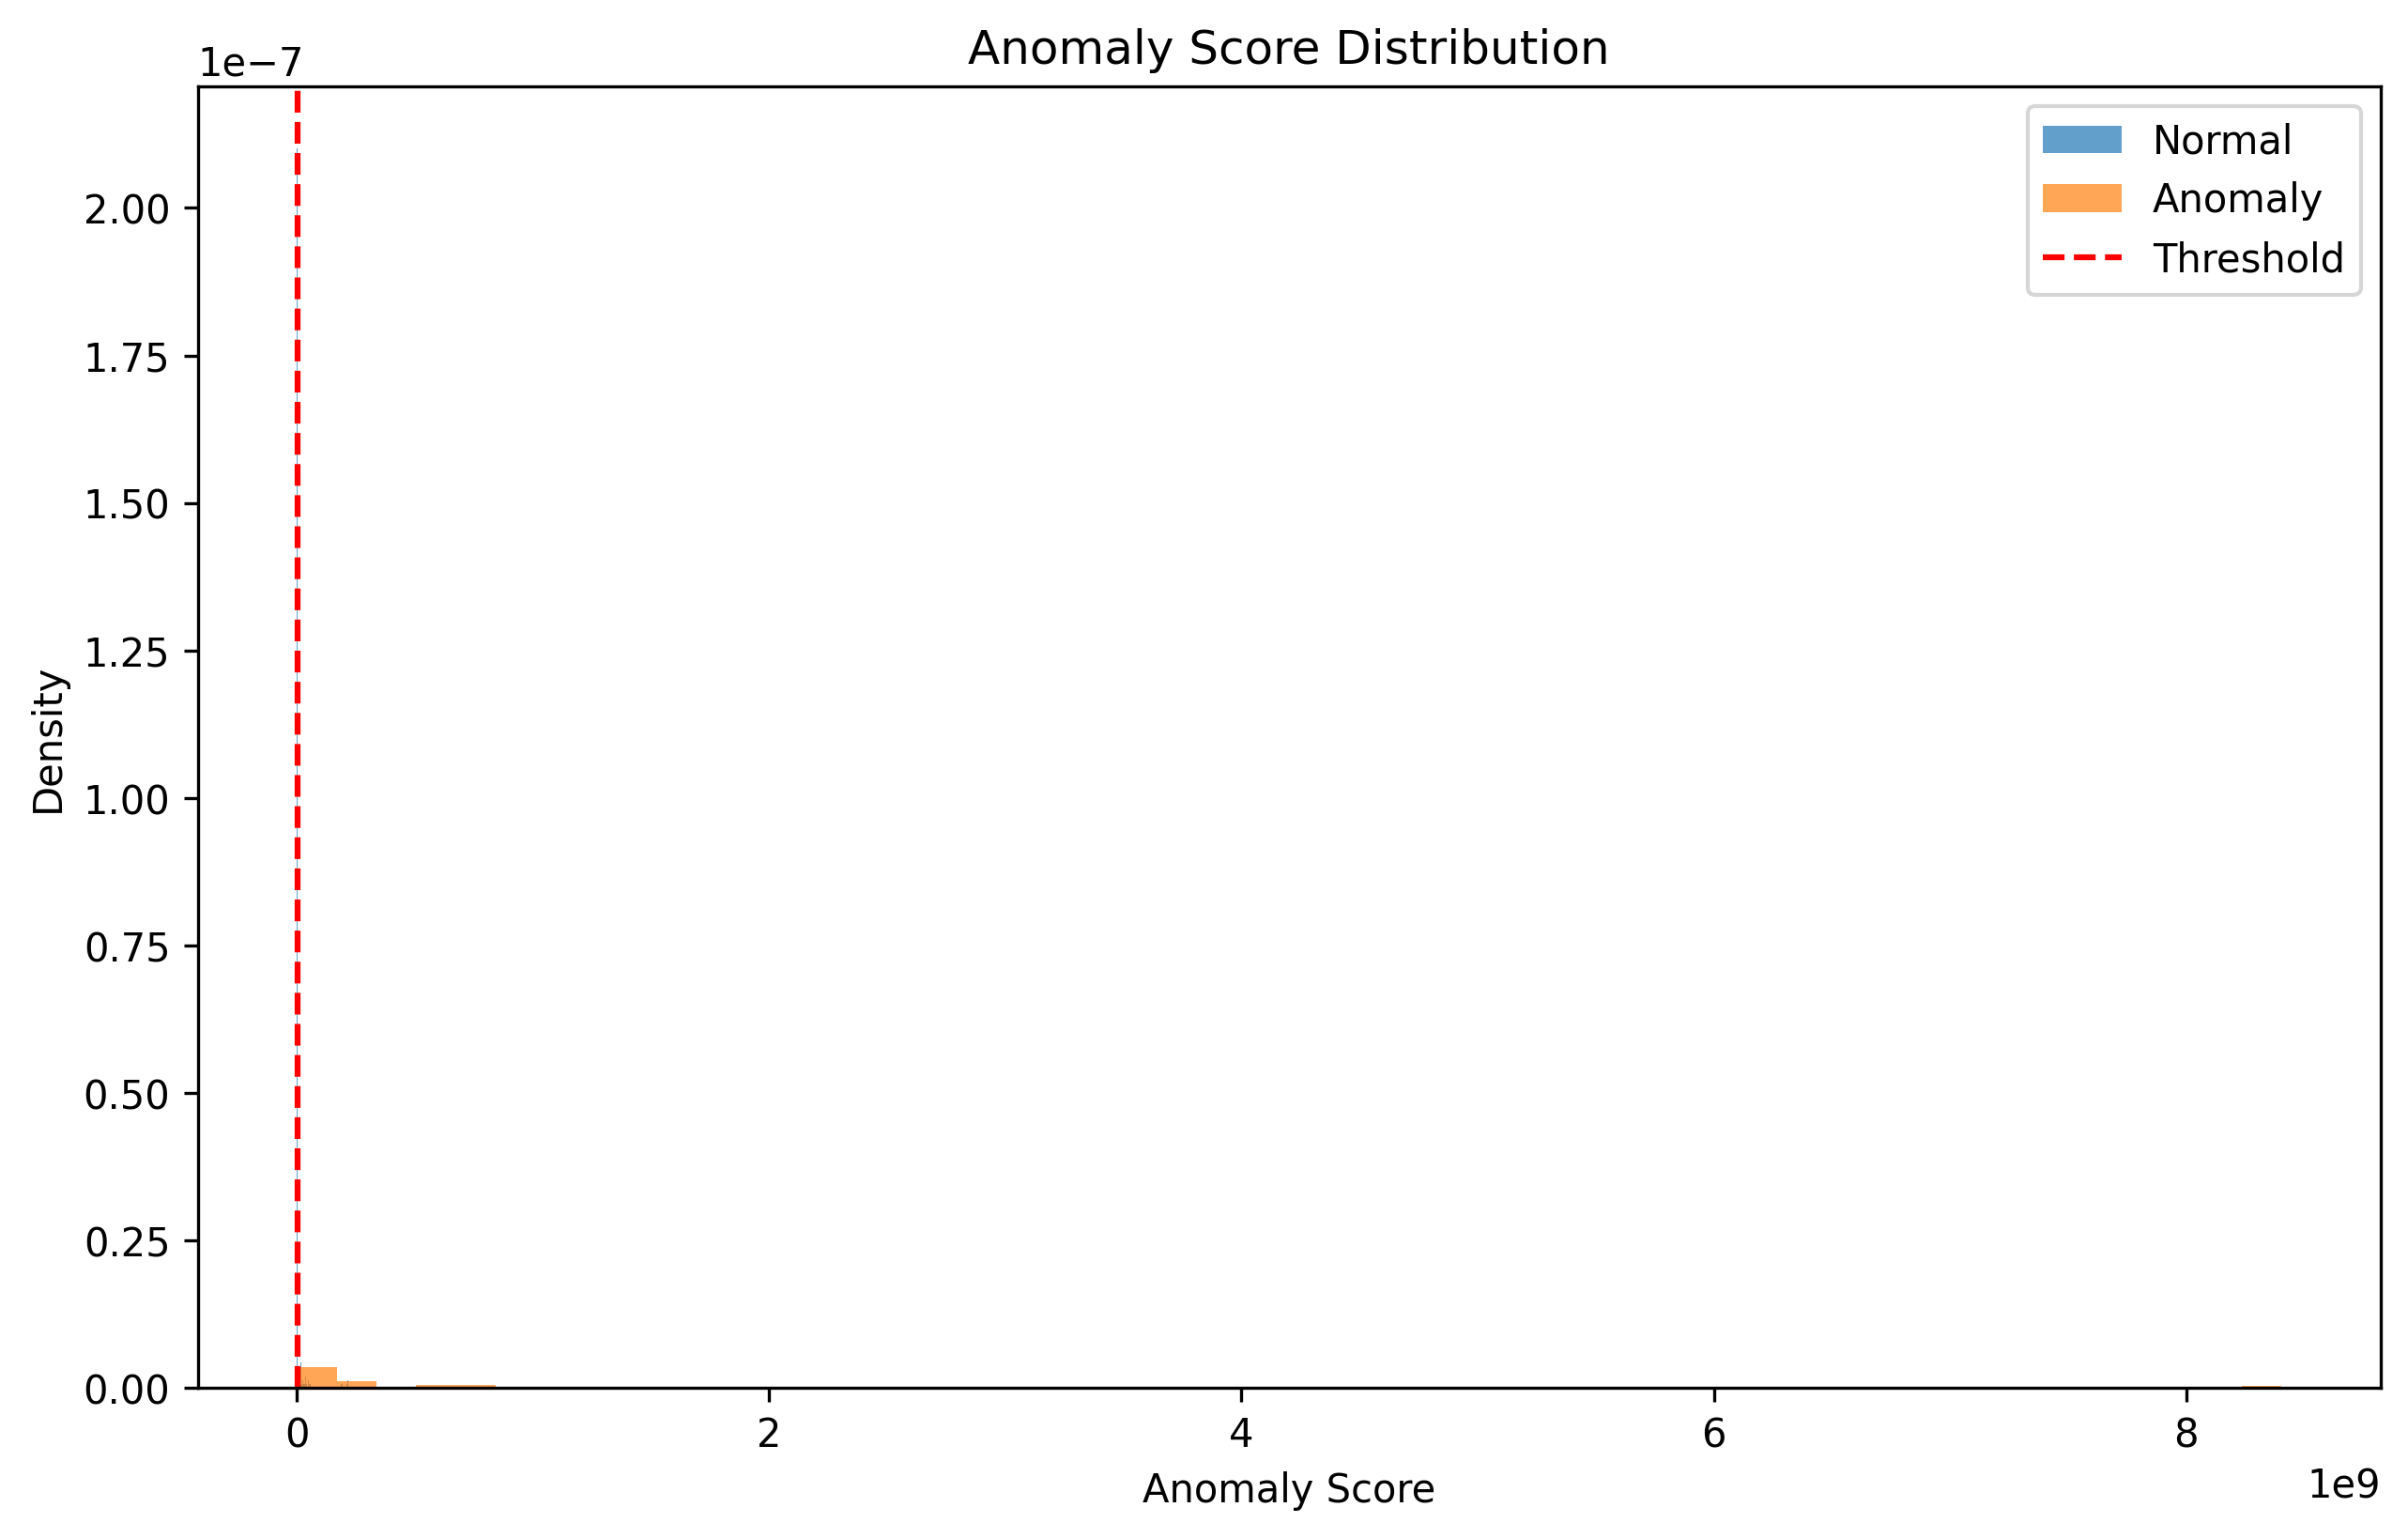 Anomaly Score Distribution
1e−7
2.00
1.75
1.50
1.25
1.00
0.75
0.50
0.25
0.00
Density
Normal
Anomaly
Threshold
0 2 4 6 8
1e9
Anomaly Score